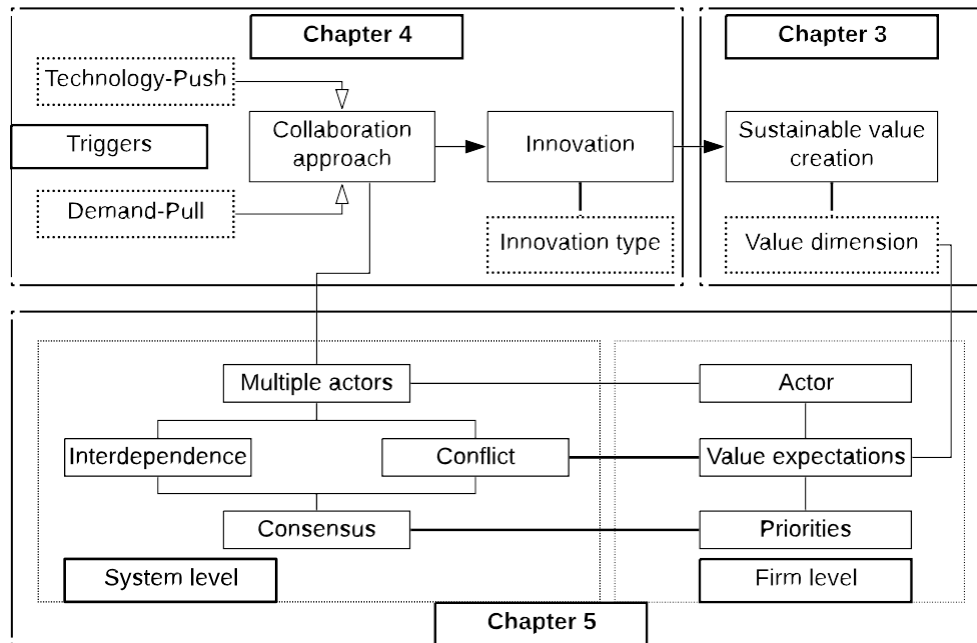 Chapter 4
Chapter 3
Technology-Push
Triggers
Demand-Pull
Collaboration
approach
Innovation
Innovation type
Sustainable value
creation
Value dimension
Multiple actors
Actor
Interdependence
Conflict
Value expectations
Consensus
Priorities
System level
Firm level
Chapter 5